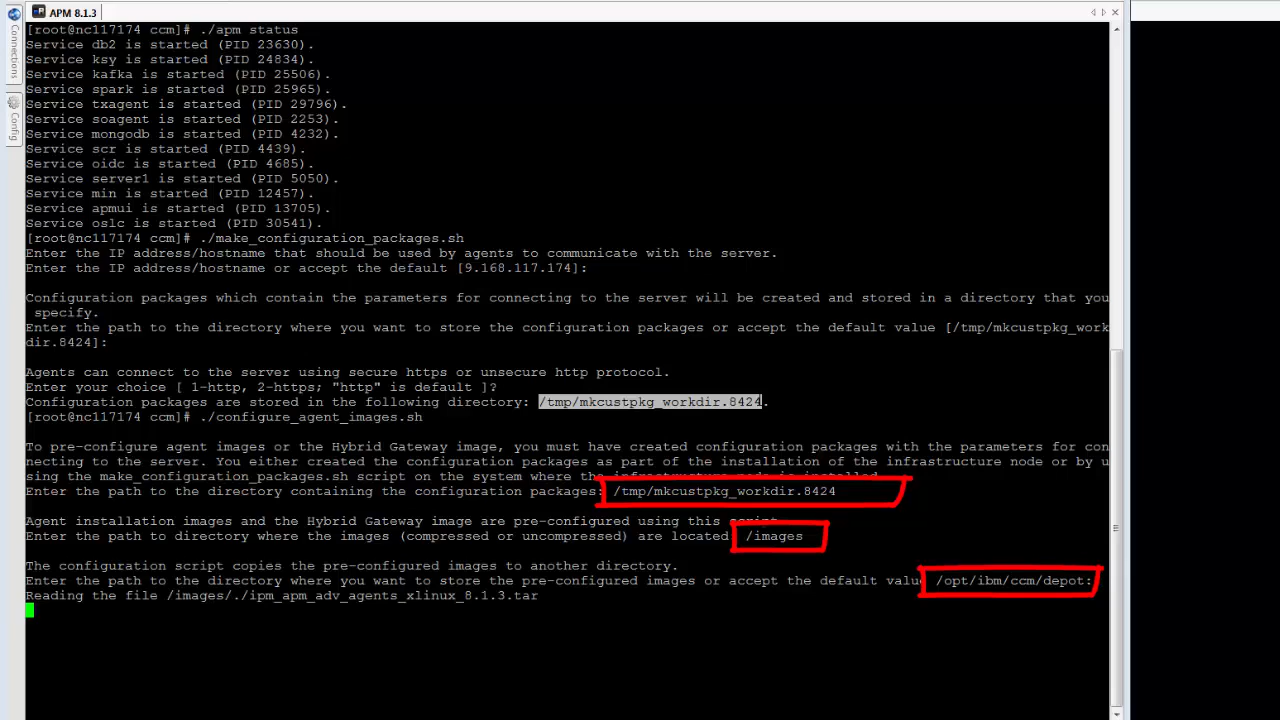 APM 8.1.3
Connections
Config
[root@nc117174 ccm]# ./apm status
Service db2 is started (PID 23630).
Service ksy is started (PID 24834).
Service kafka is started (PID 25506).
Service spark is started (PID 25965).
Service txagent is started (PID 29796).
Service soagent is started (PID 2253).
Service mongodb is started (PID 4232).
Service scr is started (PID 4439).
Service oidc is started (PID 4685).
Service server1 is started (PID 5050).
Service min is started (PID 12457).
Service apmui is started (PID 13705).
Service oslc is started (PID 30541).
[root@nc117174 ccm]# ./make_configuration_packages.sh
Enter the IP address/hostname that should be used by agents to communicate with the server.
Enter the IP address/hostname or accept the default [9.168.117.174]:
Configuration packages which contain the parameters for connecting to the server will be created and stored in a directory that you
specify.
Enter the path to the directory where you want to store the configuration packages or accept the default value [/tmp/mkcustpkg_work
dir.8424]:
Agents can connect to the server using secure https or unsecure http protocol.
Enter your choice [ 1-http, 2-https; "http" is default ]?
Configuration packages are stored in the following directory: /tmp/mkcustpkg_workdir.8424.
[root@nc117174 ccm]# ./configure_agent_images.sh
To pre-configure agent images or the Hybrid Gateway image, you must have created configuration packages with the parameters for con
necting to the server. You either created the configuration packages as part of the installation of the infrastructure node or by u
sing the make_configuration_packages.sh script on the system where the infrastructure node is installed
Enter the path to the directory containing the configuration packages: /tmp/mkcustpkg_workdir.8424
Agent installation images and the Hybrid Gateway image are pre-configured using this script
Enter the path to directory where the images (compressed or uncompressed) are located /images
The configuration script copies the pre-configured images to another directory.
Enter the path to the directory where you want to store the pre-configured images or accept the default value /opt/ibm/ccm/depot:
Reading the file /images/./ipm_apm_adv_agents_xlinux_8.1.3.tar